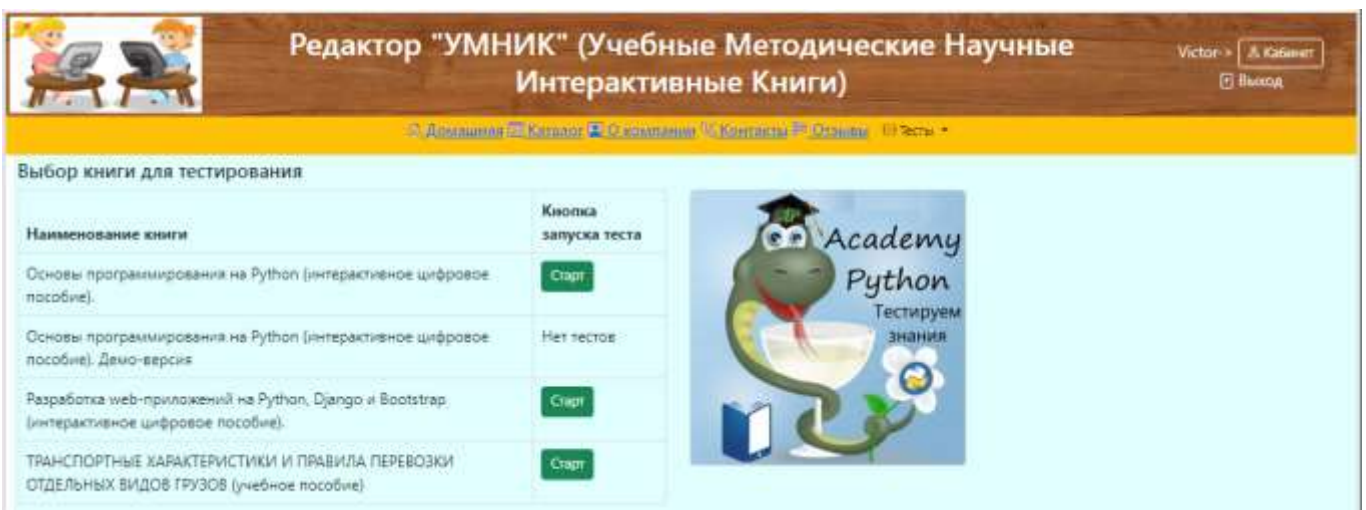 Редактор "УМНИК" (Учебные Методические Научные
Интерактивные Книги)
Victor-> Кабинет
Выход
Домашняя Каталог О компании Контакты Отзывы Тесты
Выбор книги для тестирования
Наименование книги
Кнопка
запуска теста
Основы программирования на Python (интерактивное цифровое
пособие).
Старт
Основы программирования на Python (интерактивное цифровое
пособие). Демо-версия
Нет тестов
Разработка web-приложений на Python, Django и Bootstrap
(интерактивное цифровое пособие).
Старт
ТРАНСПОРТНЫЕ ХАРАКТЕРИСТИКИ И ПРАВИЛА ПЕРЕВОЗКИ
ОТДЕЛЬНЫХ ВИДОВ ГРУЗОВ (учебное пособие)
Старт
Academy
Python
Тестируем
знания